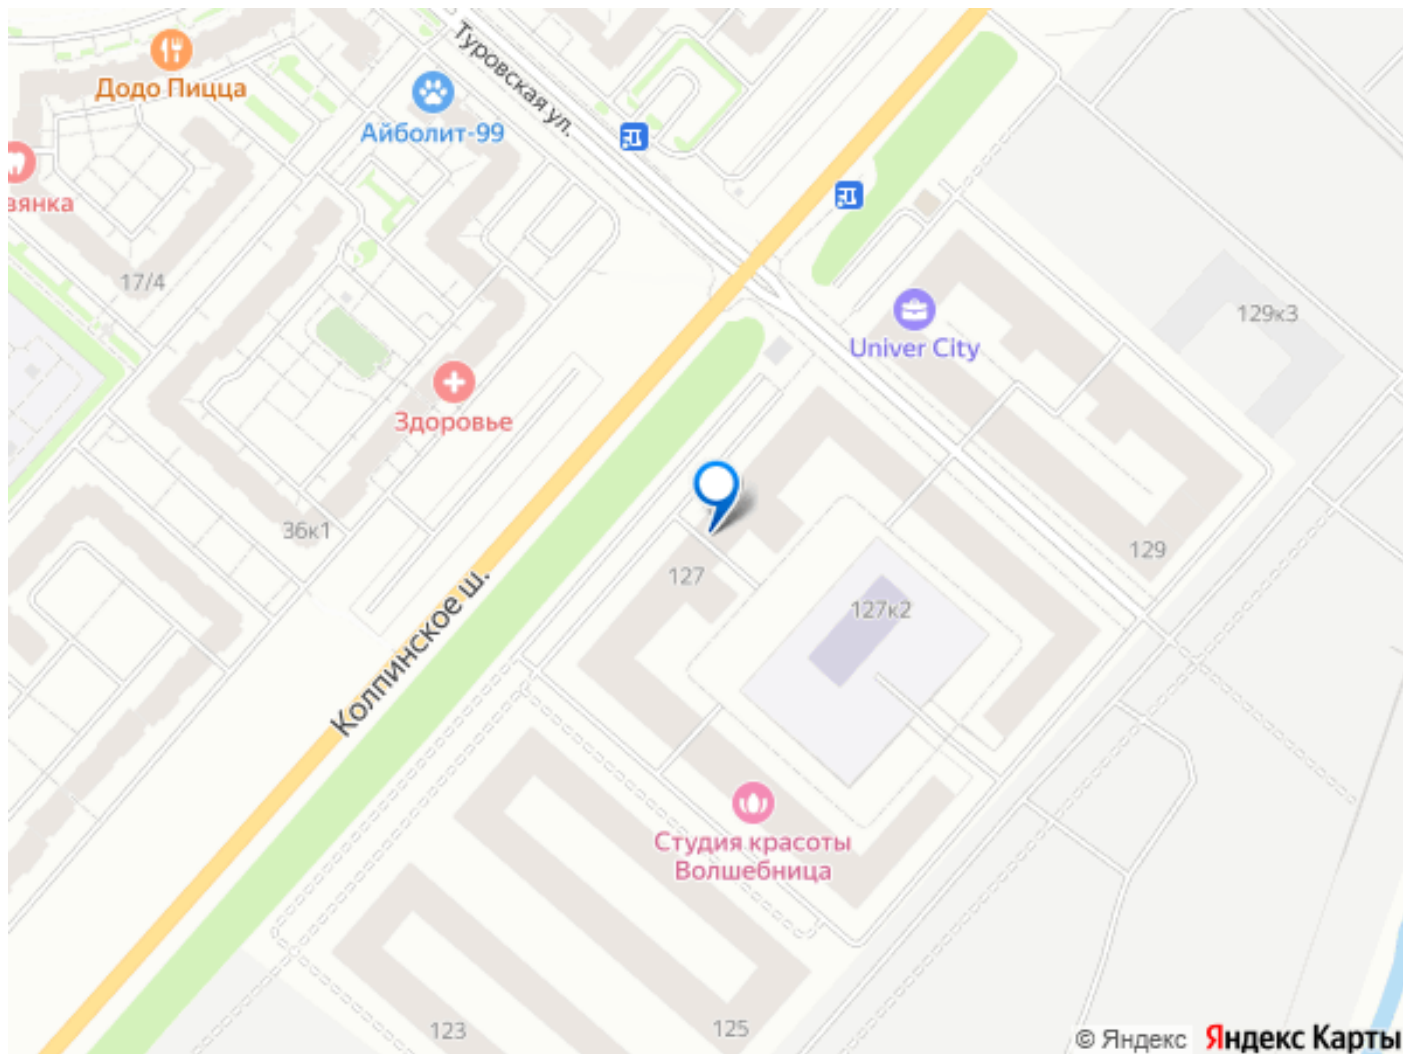 Туровская ул.
Додо Пицца
Айболит-99
вянка
17/4
129к3
Univer City
Здоровье
36к1
129
127
127к2
Колпинское ш.
Студия красоты
Волшебница
123
125
© Яндекс Яндекс Карты